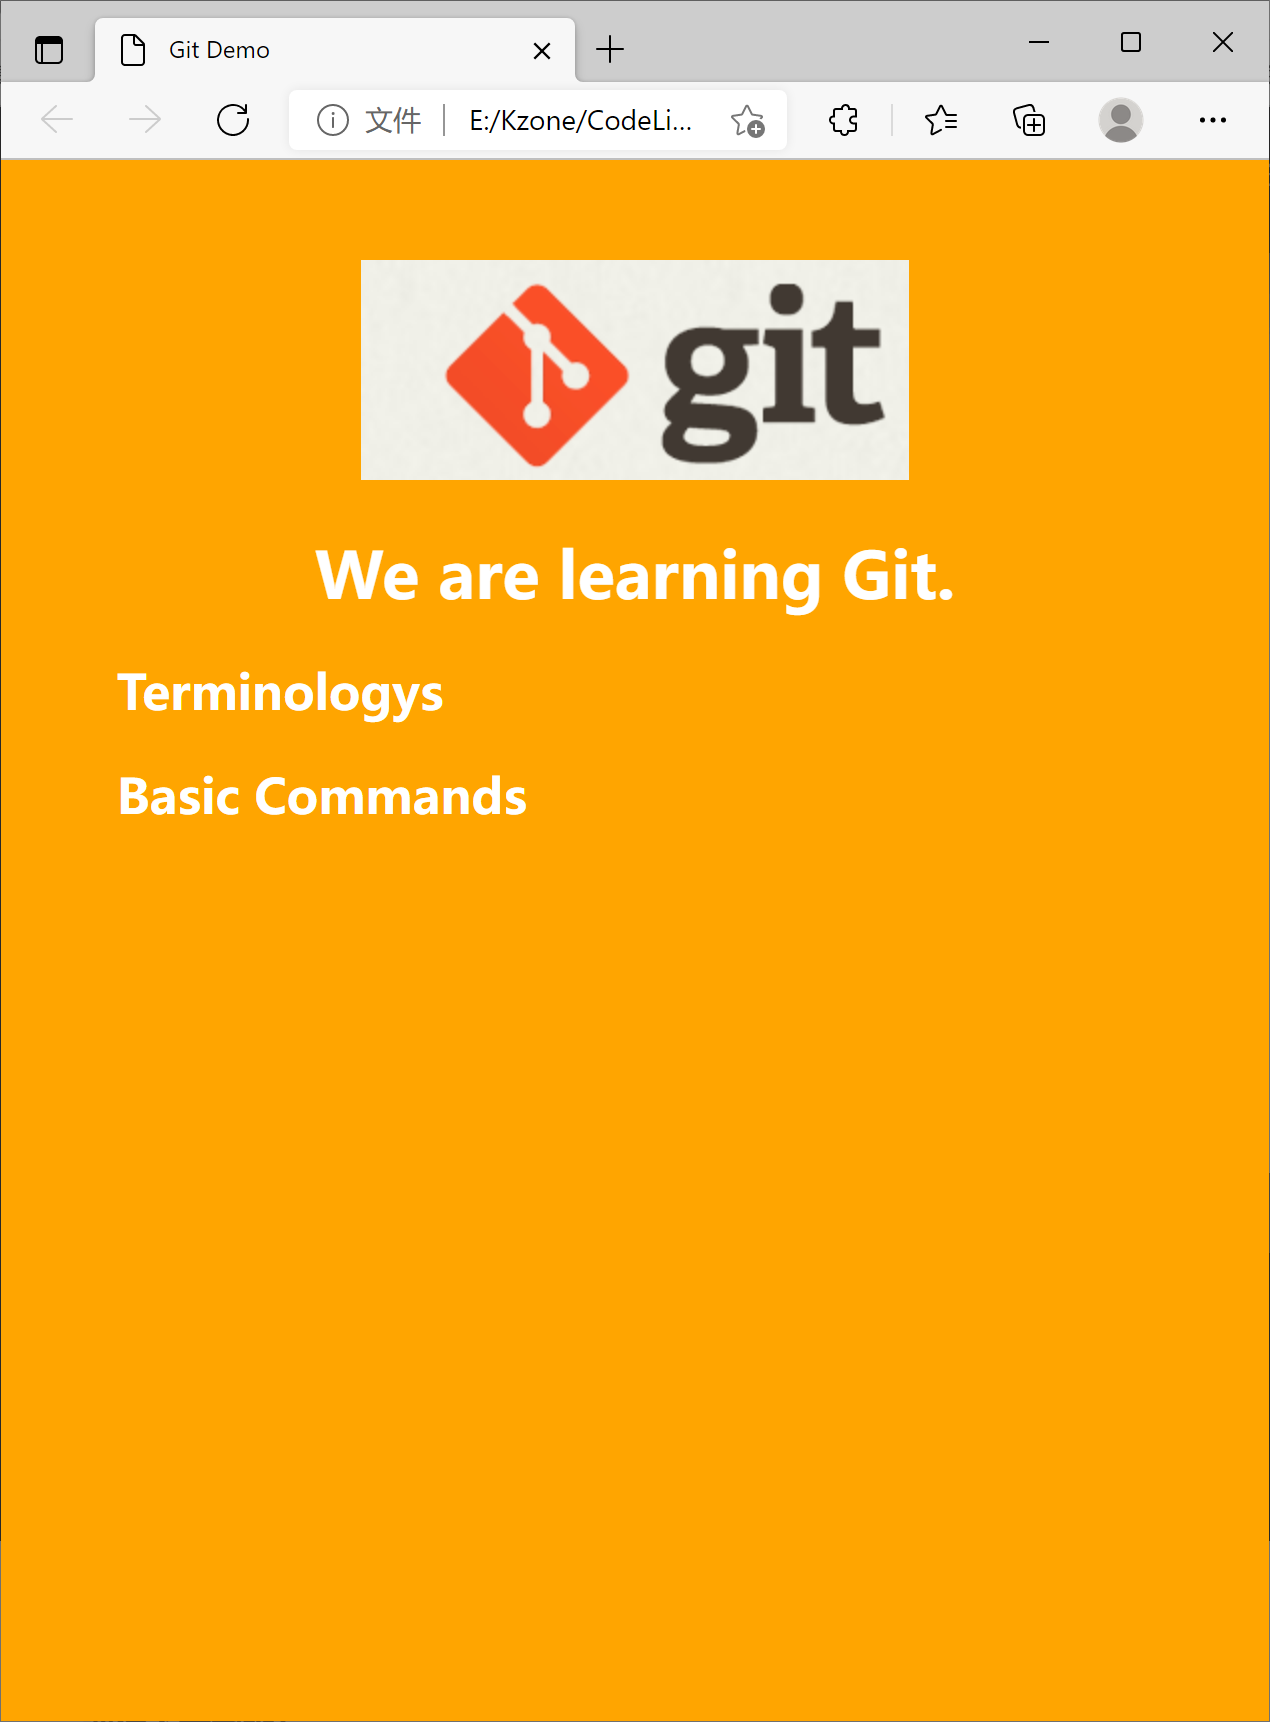 Git Demo
文件 E:/Kzone/CodeLi...
git
We are learning Git.
Terminologys
Basic Commands